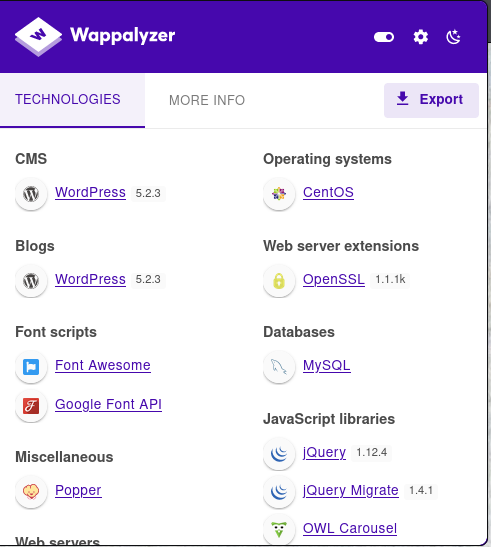 Wappalyzer
TECHNOLOGIES
MORE INFO
Export
CMS
WordPress 5.2.3
Blogs
WordPress 5.2.3
Font scripts
Font Awesome
Google Font API
Miscellaneous
Popper
Web servers
Operating systems
CentOS
Web server extensions
OpenSSL 1.1.1k
Databases
MySQL
JavaScript libraries
jQuery 1.12.4
jQuery Migrate 1.4.1
OWL Carousel